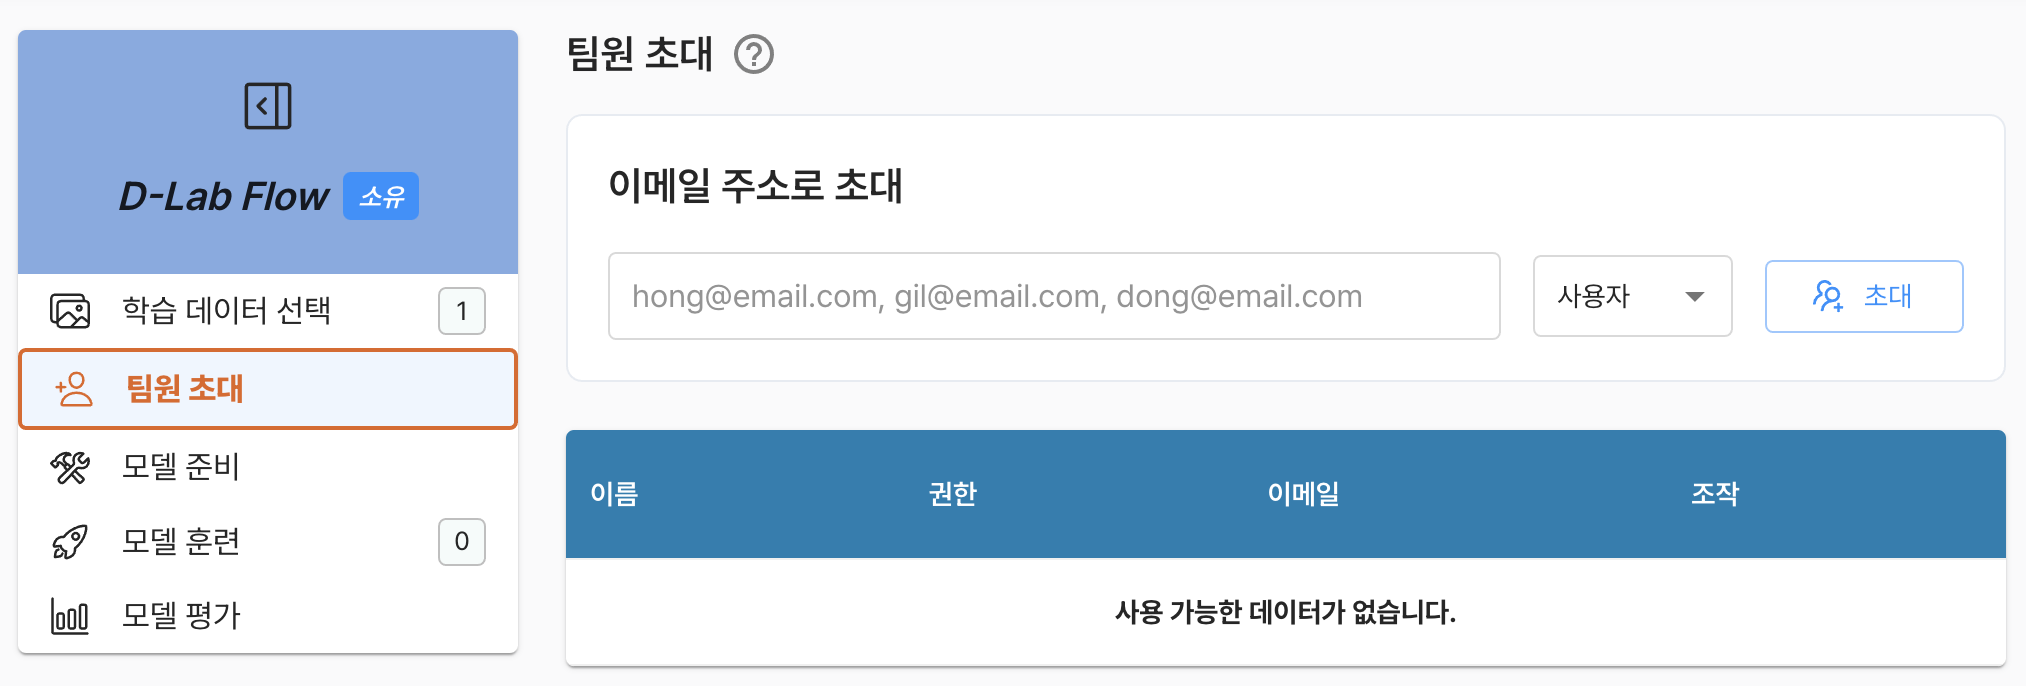 D-Lab Flow 소유
학습 데이터 선택 1
팀원 초대
모델 준비
모델 훈련 0
모델 평가
팀원 초대 ?
이메일 주소로 초대
hong@email.com, gil@email.com, dong@email.com 사용자 초대
이름 권한 이메일 조작
사용 가능한 데이터가 없습니다.